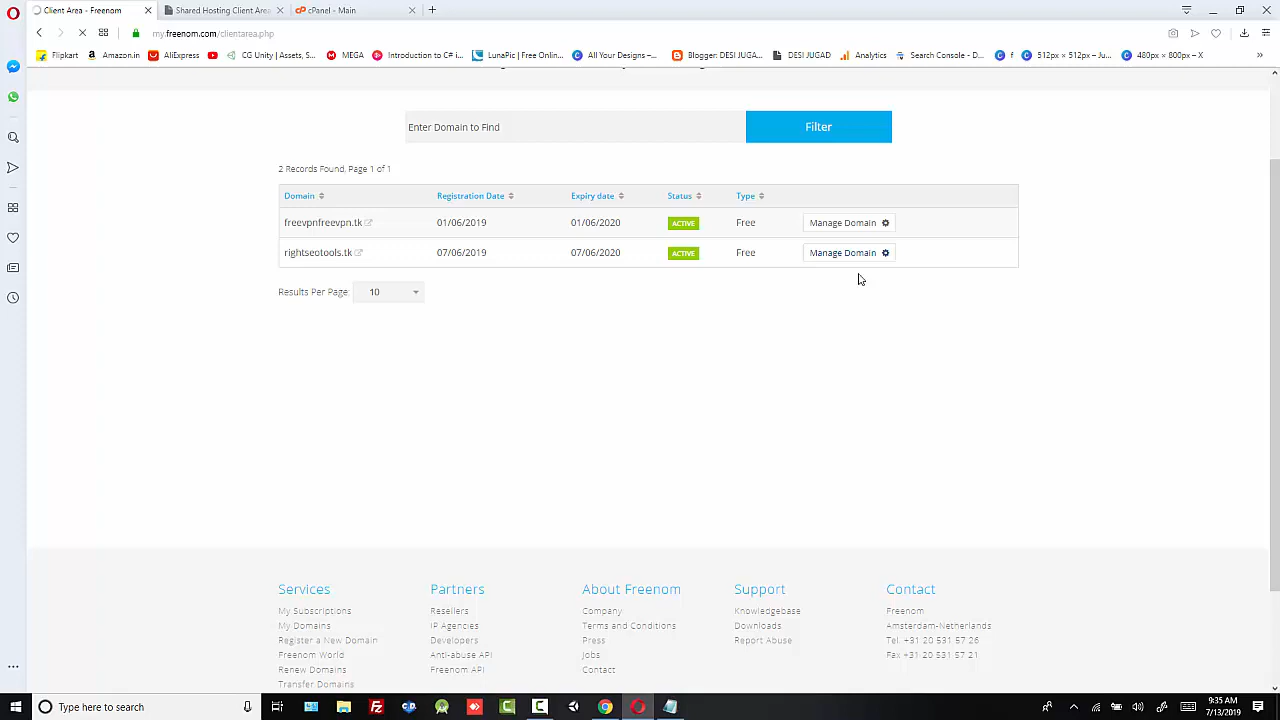 Client Area - Freenom
Shared Hosting Client Area
cPanel - Main
my.freenom.com/clientarea.php
Flipkart
Amazon.in
AliExpress
CG Unity | Assets, S...
MEGA
Introduction to C# i...
LunaPic | Free Onlin...
All Your Designs –...
Blogger: DESI JUGA...
DESI JUGAD
Analytics
Search Console - D...
f
512px × 512px – Ju...
480px × 800px – X
Enter Domain to Find
Filter
2 Records Found, Page 1 of 1
Domain Registration Date Expiry date Status Type
freevpnfreevpn.tk 01/06/2019 01/06/2020 ACTIVE Free Manage Domain
rightseotools.tk 07/06/2019 07/06/2020 ACTIVE Free Manage Domain
Results Per Page: 10
Services
My Subscriptions
My Domains
Register a New Domain
Freenom World
Renew Domains
Transfer Domains
Partners
Resellers
IP Agencies
Developers
Anti-abuse API
Freenom API
About Freenom
Company
Terms and Conditions
Press
Jobs
Contact
Support
Knowledgebase
Downloads
Report Abuse
Contact
Freenom
Amsterdam-Netherlands
Tel. +31 20 531 57 26
Fax +31 20 531 57 21
Type here to search
9:35 AM
7/13/2019